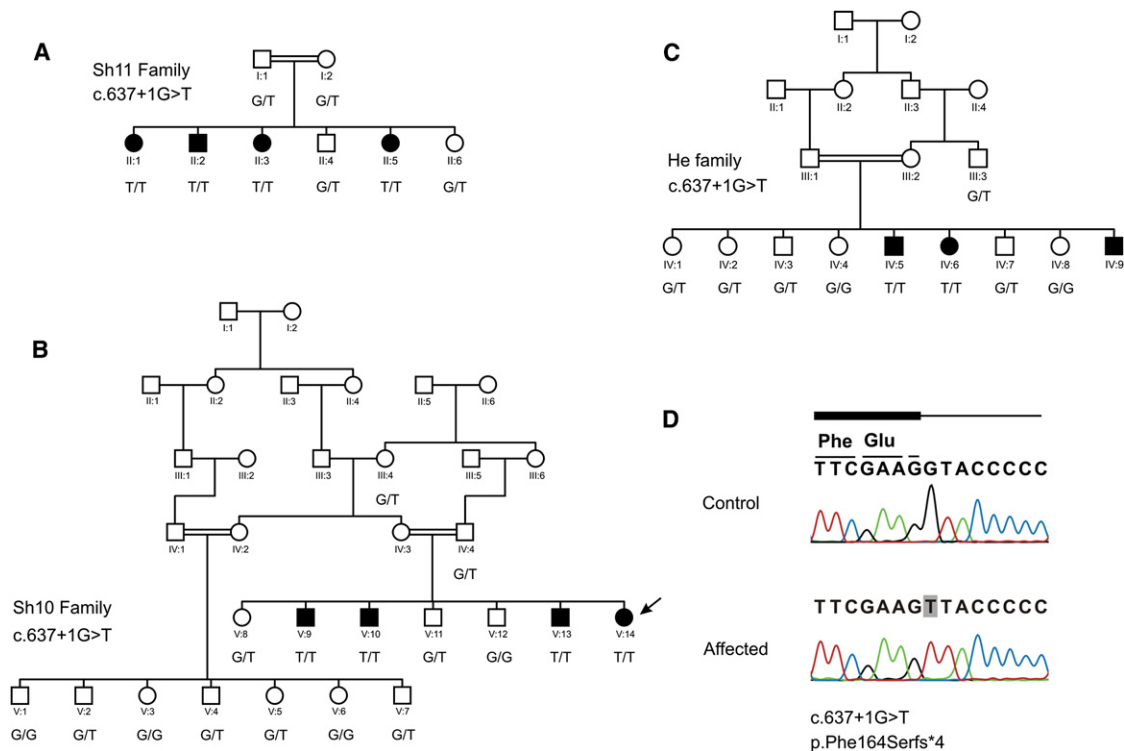 A
Sh11 Family
c.637+1G>T
I:1 I:2
G/T G/T
II:1 II:2 II:3 II:4 II:5 II:6
T/T T/T T/T G/T T/T G/T
C
I:1 I:2
II:1 II:2 II:3 II:4
He family
c.637+1G>T
III:1 III:2 III:3
G/T
IV:1 IV:2 IV:3 IV:4 IV:5 IV:6 IV:7 IV:8 IV:9
G/T G/T G/T G/G T/T T/T G/T G/G
B
I:1 I:2
II:1 II:2 II:3 II:4 II:5 II:6
III:1 III:2 III:3 III:4 III:5 III:6
G/T
IV:1 IV:2 IV:3 IV:4
G/T
Sh10 Family
c.637+1G>T
V:8 V:9 V:10 V:11 V:12 V:13 V:14
G/T T/T T/T G/T G/G T/T T/T
V:1 V:2 V:3 V:4 V:5 V:6 V:7
G/G G/T G/G G/T G/T G/G G/T
D
Phe Glu
TTCGAAGGTACCCCC
Control
TTCGAAGTTACCCCC
Affected
c.637+1G>T
p.Phe164Serfs*4